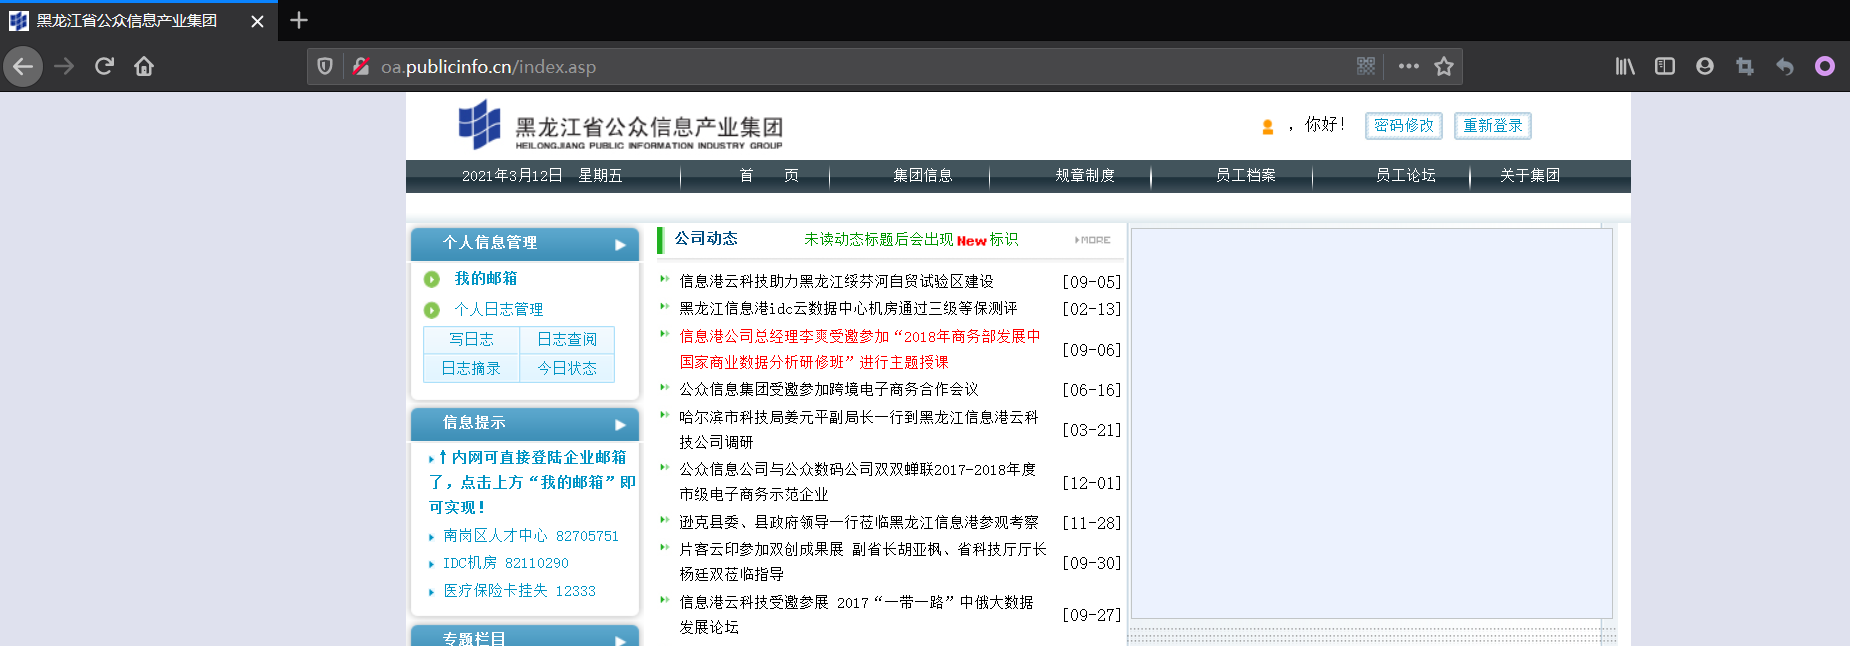 黑龙江省公众信息产业集团
oa.publicinfo.cn/index.asp
黑龙江省公众信息产业集团
HEILONGJIANG PUBLIC INFORMATION INDUSTRY GROUP
，你好！ 密码修改 重新登录
2021年3月12日 星期五 首 页 集团信息 规章制度 员工档案 员工论坛 关于集团
个人信息管理
我的邮箱
个人日志管理
写日志 日志查阅
日志摘录 今日状态
信息提示
↑内网可直接登陆企业邮箱
了，点击上方“我的邮箱”即
可实现！
南岗区人才中心 82705751
IDC机房 82110290
医疗保险卡挂失 12333
专题栏目
公司动态 未读动态标题后会出现 New 标识 MORE
信息港云科技助力黑龙江绥芬河自贸试验区建设 [09-05]
黑龙江信息港idc云数据中心机房通过三级等保测评 [02-13]
信息港公司总经理李爽受邀参加“2018年商务部发展中
国家商业数据分析研修班”进行主题授课 [09-06]
公众信息集团受邀参加跨境电子商务合作会议 [06-16]
哈尔滨市科技局姜元平副局长一行到黑龙江信息港云科
技公司调研 [03-21]
公众信息公司与公众数码公司双双蝉联2017-2018年度
市级电子商务示范企业 [12-01]
逊克县委、县政府领导一行莅临黑龙江信息港参观考察 [11-28]
片客云印参加双创成果展 副省长胡亚枫、省科技厅厅长
杨廷双莅临指导 [09-30]
信息港云科技受邀参展 2017“一带一路”中俄大数据
发展论坛 [09-27]